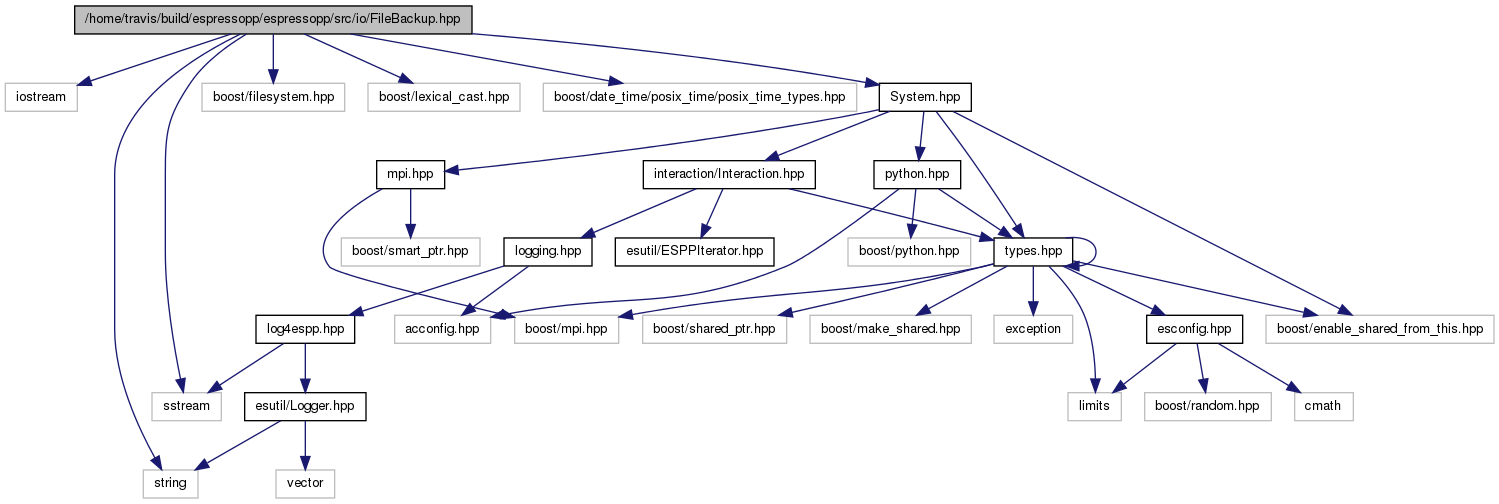 /home/travis/build/espressopp/espressopp/src/io/FileBackup.hpp
iostream
boost/filesystem.hpp
boost/lexical_cast.hpp
boost/date_time/posix_time/posix_time_types.hpp
System.hpp
mpi.hpp
interaction/Interaction.hpp
python.hpp
boost/smart_ptr.hpp
logging.hpp
esutil/ESPPIterator.hpp
boost/python.hpp
types.hpp
log4espp.hpp
acconfig.hpp
boost/mpi.hpp
boost/shared_ptr.hpp
boost/make_shared.hpp
exception
esconfig.hpp
boost/enable_shared_from_this.hpp
sstream
esutil/Logger.hpp
limits
boost/random.hpp
cmath
string
vector